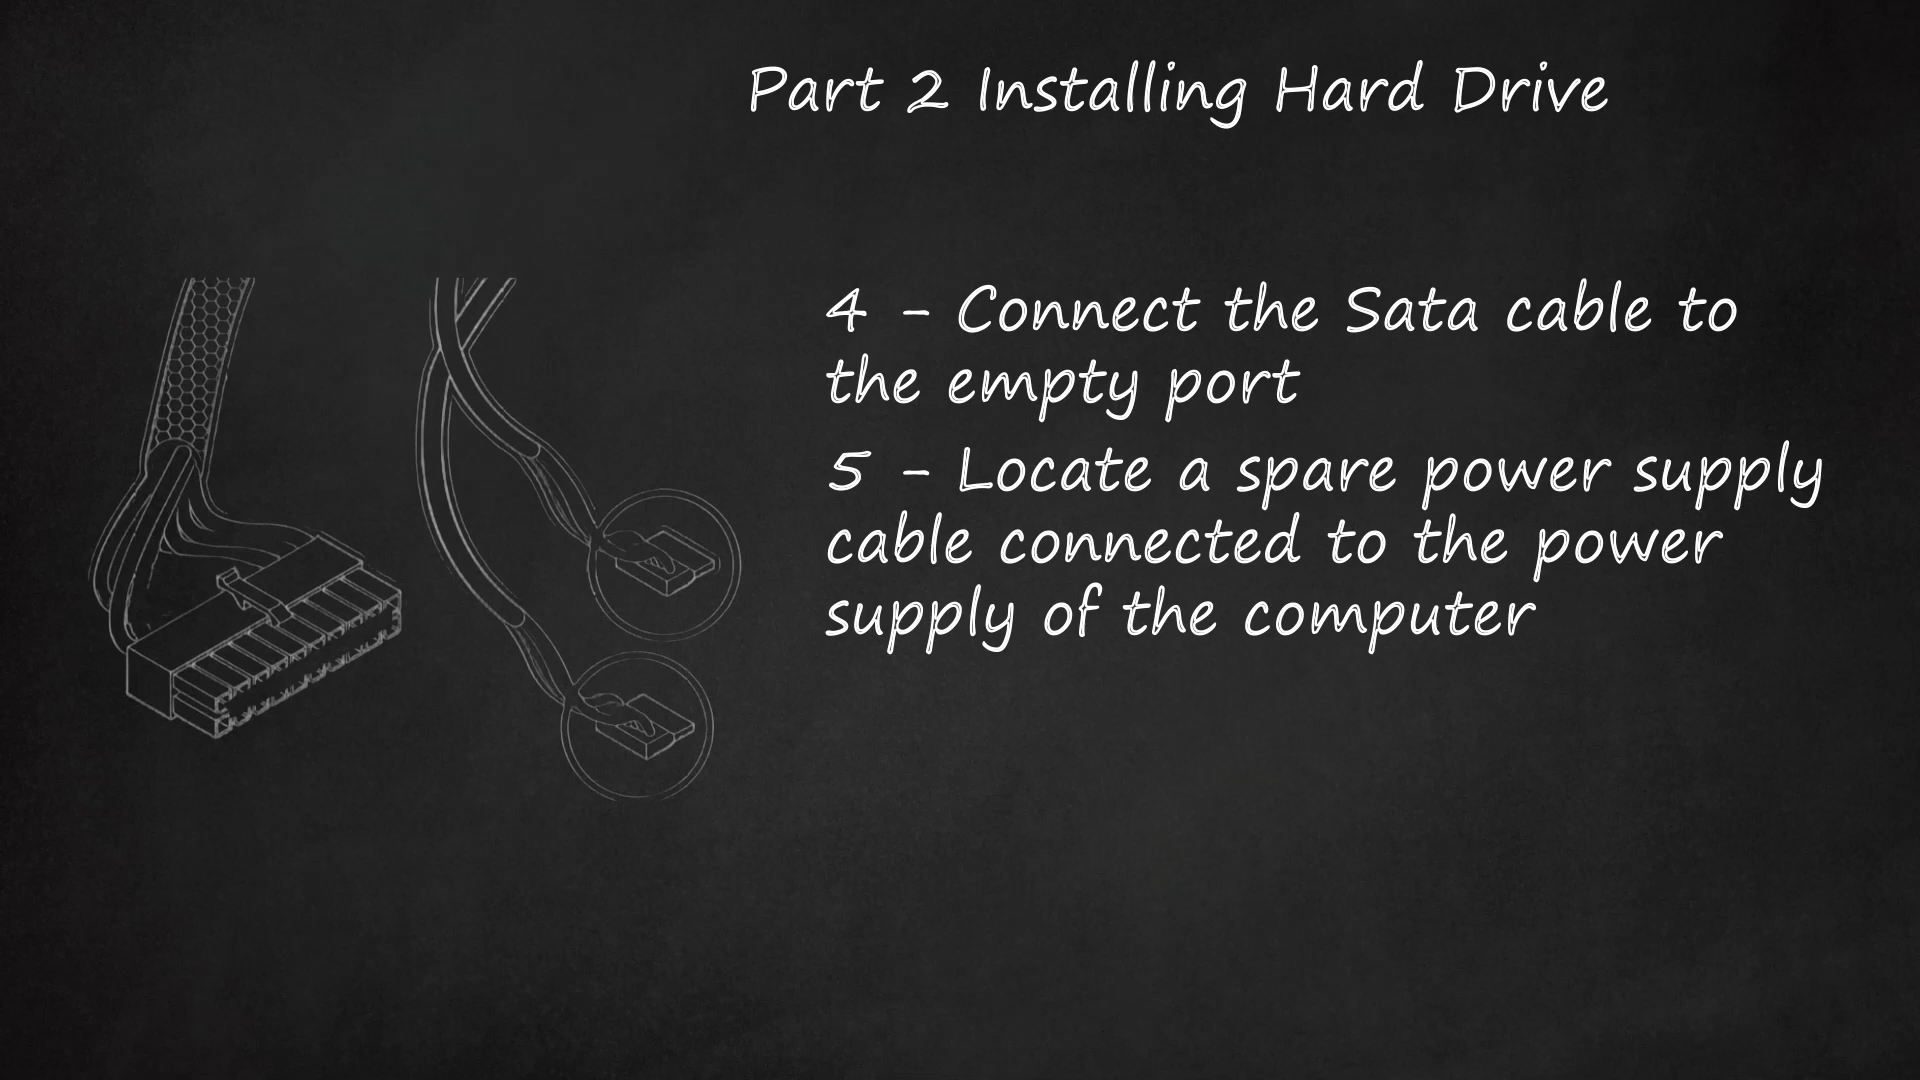 Part 2 Installing Hard Drive
4 - Connect the Sata cable to
the empty port
5 - Locate a spare power supply
cable connected to the power
supply of the computer